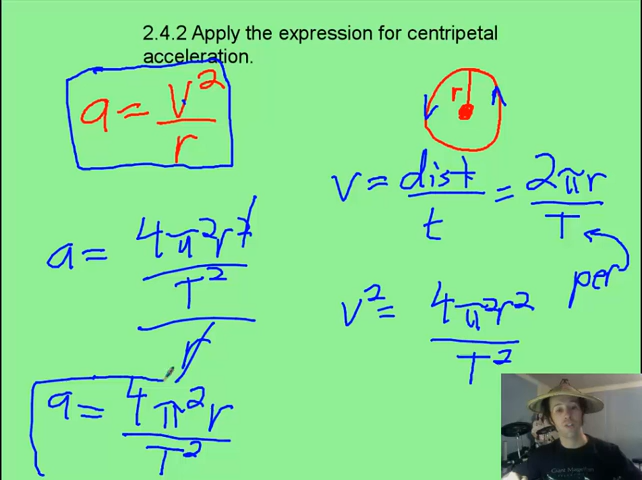 2.4.2 Apply the expression for centripetal
acceleration.
a = v²/r
r
v = dist/t = 2πr/T
per
a = 4π²r²/T²/r
v² = 4π²r²/T²
a = 4π²r/T²